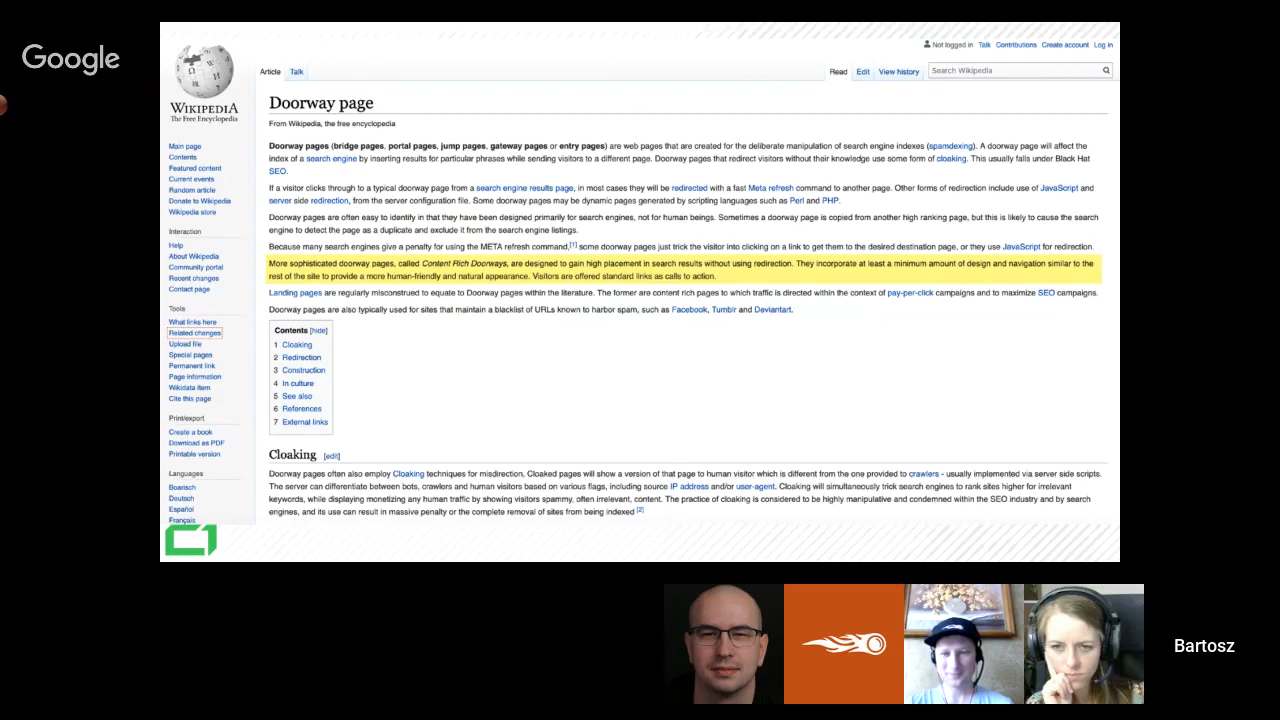 Google
WIKIPEDIA
The Free Encyclopedia
Main page
Contents
Featured content
Current events
Random article
Donate to Wikipedia
Wikipedia store
Interaction
Help
About Wikipedia
Community portal
Recent changes
Contact page
Tools
What links here
Related changes
Upload file
Special pages
Permanent link
Page information
Wikidata item
Cite this page
Print/export
Create a book
Download as PDF
Printable version
Languages
Boarisch
Deutsch
Español
Français
Not logged in Talk Contributions Create account Log in
Article Talk
Read Edit View history Search Wikipedia
Doorway page
From Wikipedia, the free encyclopedia
Doorway pages (bridge pages, portal pages, jump pages, gateway pages or entry pages) are web pages that are created for the deliberate manipulation of search engine indexes (spamdexing). A doorway page will affect the
index of a search engine by inserting results for particular phrases while sending visitors to a different page. Doorway pages that redirect visitors without their knowledge use some form of cloaking. This usually falls under Black Hat
SEO.
If a visitor clicks through to a typical doorway page from a search engine results page, in most cases they will be redirected with a fast Meta refresh command to another page. Other forms of redirection include use of JavaScript and
server side redirection, from the server configuration file. Some doorway pages may be dynamic pages generated by scripting languages such as Perl and PHP.
Doorway pages are often easy to identify in that they have been designed primarily for search engines, not for human beings. Sometimes a doorway page is copied from another high ranking page, but this is likely to cause the search
engine to detect the page as a duplicate and exclude it from the search engine listings.
Because many search engines give a penalty for using the META refresh command,[1] some doorway pages just trick the visitor into clicking on a link to get them to the desired destination page, or they use JavaScript for redirection.
More sophisticated doorway pages, called Content Rich Doorways, are designed to gain high placement in search results without using redirection. They incorporate at least a minimum amount of design and navigation similar to the
rest of the site to provide a more human-friendly and natural appearance. Visitors are offered standard links as calls to action.
Landing pages are regularly misconstrued to equate to Doorway pages within the literature. The former are content rich pages to which traffic is directed within the context of pay-per-click campaigns and to maximize SEO campaigns.
Doorway pages are also typically used for sites that maintain a blacklist of URLs known to harbor spam, such as Facebook, Tumblr and Deviantart.
Contents [hide]
1 Cloaking
2 Redirection
3 Construction
4 In culture
5 See also
6 References
7 External links
Cloaking [edit]
Doorway pages often also employ Cloaking techniques for misdirection. Cloaked pages will show a version of that page to human visitor which is different from the one provided to crawlers - usually implemented via server side scripts.
The server can differentiate between bots, crawlers and human visitors based on various flags, including source IP address and/or user-agent. Cloaking will simultaneously trick search engines to rank sites higher for irrelevant
keywords, while displaying monetizing any human traffic by showing visitors spammy, often irrelevant, content. The practice of cloaking is considered to be highly manipulative and condemned within the SEO industry and by search
engines, and its use can result in massive penalty or the complete removal of sites from being indexed [2]
Bartosz